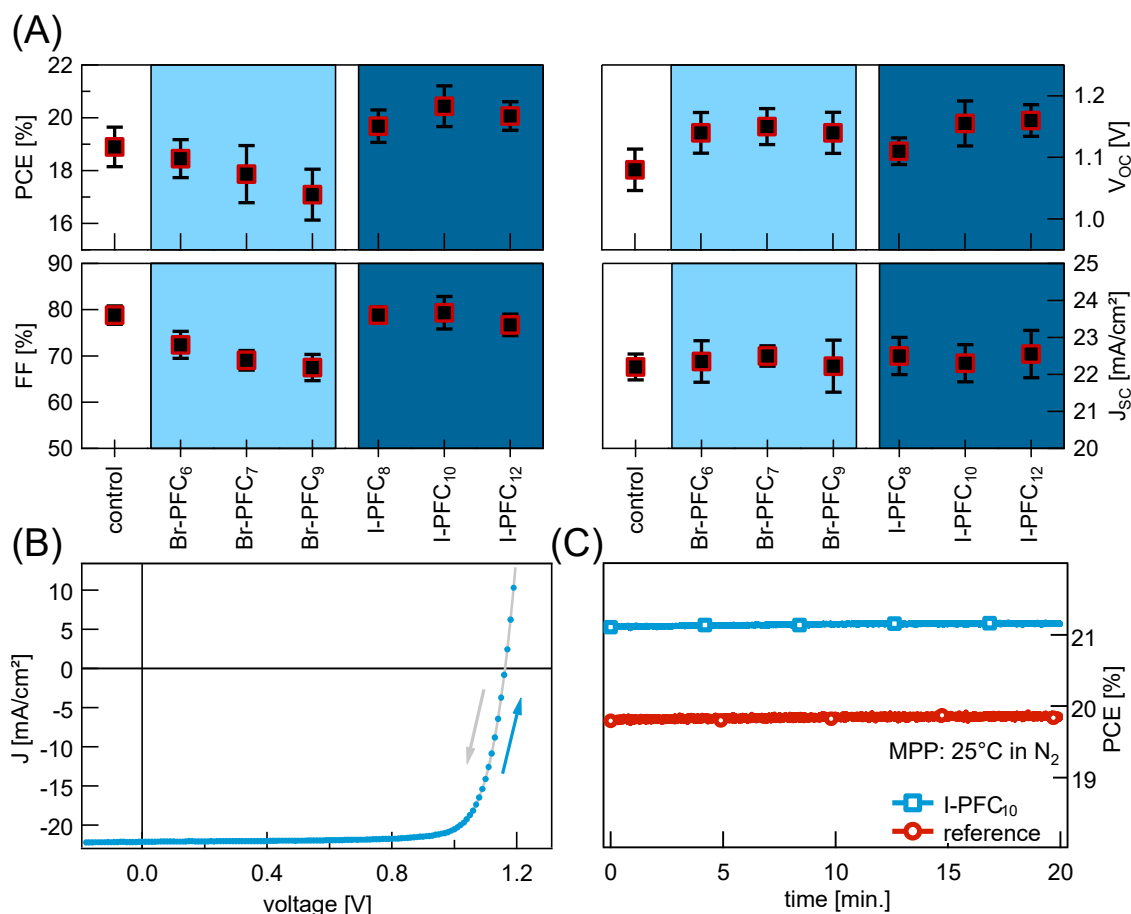 (A)
PCE [%]
22
20
18
16
1.2
1.1
1.0
V_OC [V]
FF [%]
90
80
70
60
50
25
24
23
22
21
20
J_SC [mA/cm²]
control
Br-PFC₆
Br-PFC₇
Br-PFC₉
I-PFC₈
I-PFC₁₀
I-PFC₁₂
control
Br-PFC₆
Br-PFC₇
Br-PFC₉
I-PFC₈
I-PFC₁₀
I-PFC₁₂
(B)
J [mA/cm²]
10
5
0
-5
-10
-15
-20
0.0
0.4
0.8
1.2
voltage [V]
(C)
21
20
19
PCE [%]
MPP: 25°C in N₂
I-PFC₁₀
reference
0
5
10
15
20
time [min.]